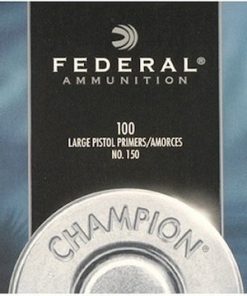 FEDERAL®
AMMUNITION
100
LARGE PISTOL PRIMERS/AMORCES
NO. 150
CHAMPION®